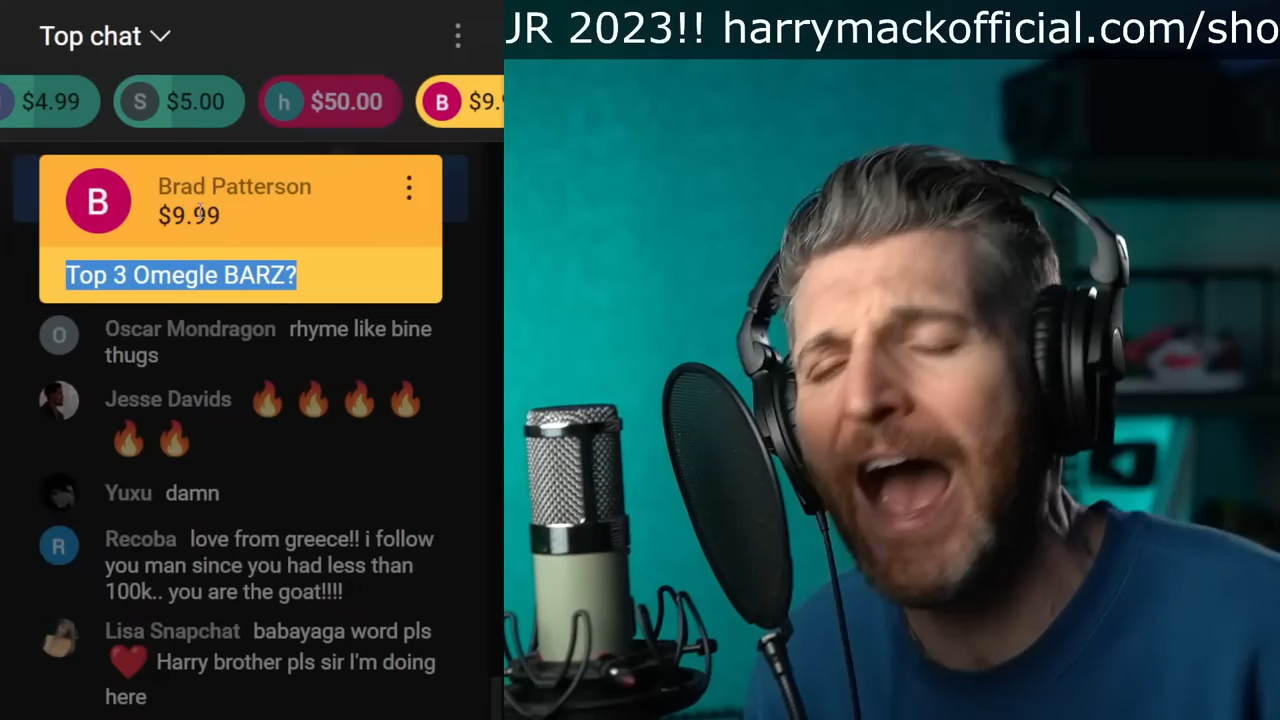 Top chat
JR 2023!! harrymackofficial.com/sho
$4.99
S $5.00
h $50.00
B $9.9
B Brad Patterson
$9.99
Top 3 Omegle BARZ?
O Oscar Mondragon rhyme like bine
thugs
Jesse Davids 🔥🔥🔥🔥
🔥🔥
Yuxu damn
R Recoba love from greece!! i follow
you man since you had less than
100k.. you are the goat!!!!
Lisa Snapchat babayaga word pls
❤️ Harry brother pls sir I'm doing
here